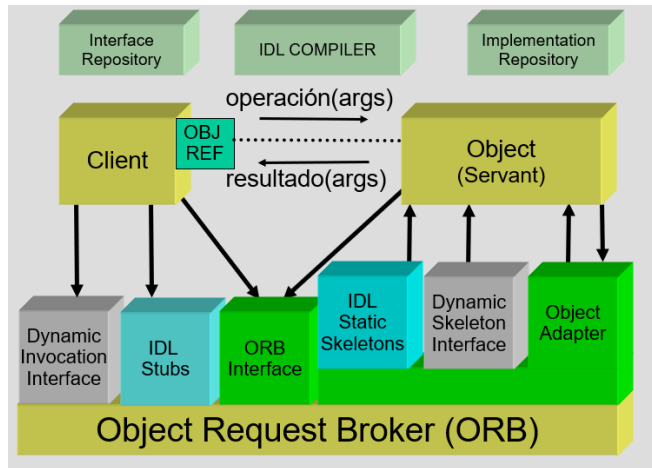 Interface
Repository
IDL COMPILER
Implementation
Repository
operación(args)
Client
OBJ
REF
Object
(Servant)
resultado(args)
Dynamic
Invocation
Interface
IDL
Stubs
ORB
Interface
IDL
Static
Skeletons
Dynamic
Skeleton
Interface
Object
Adapter
Object Request Broker (ORB)